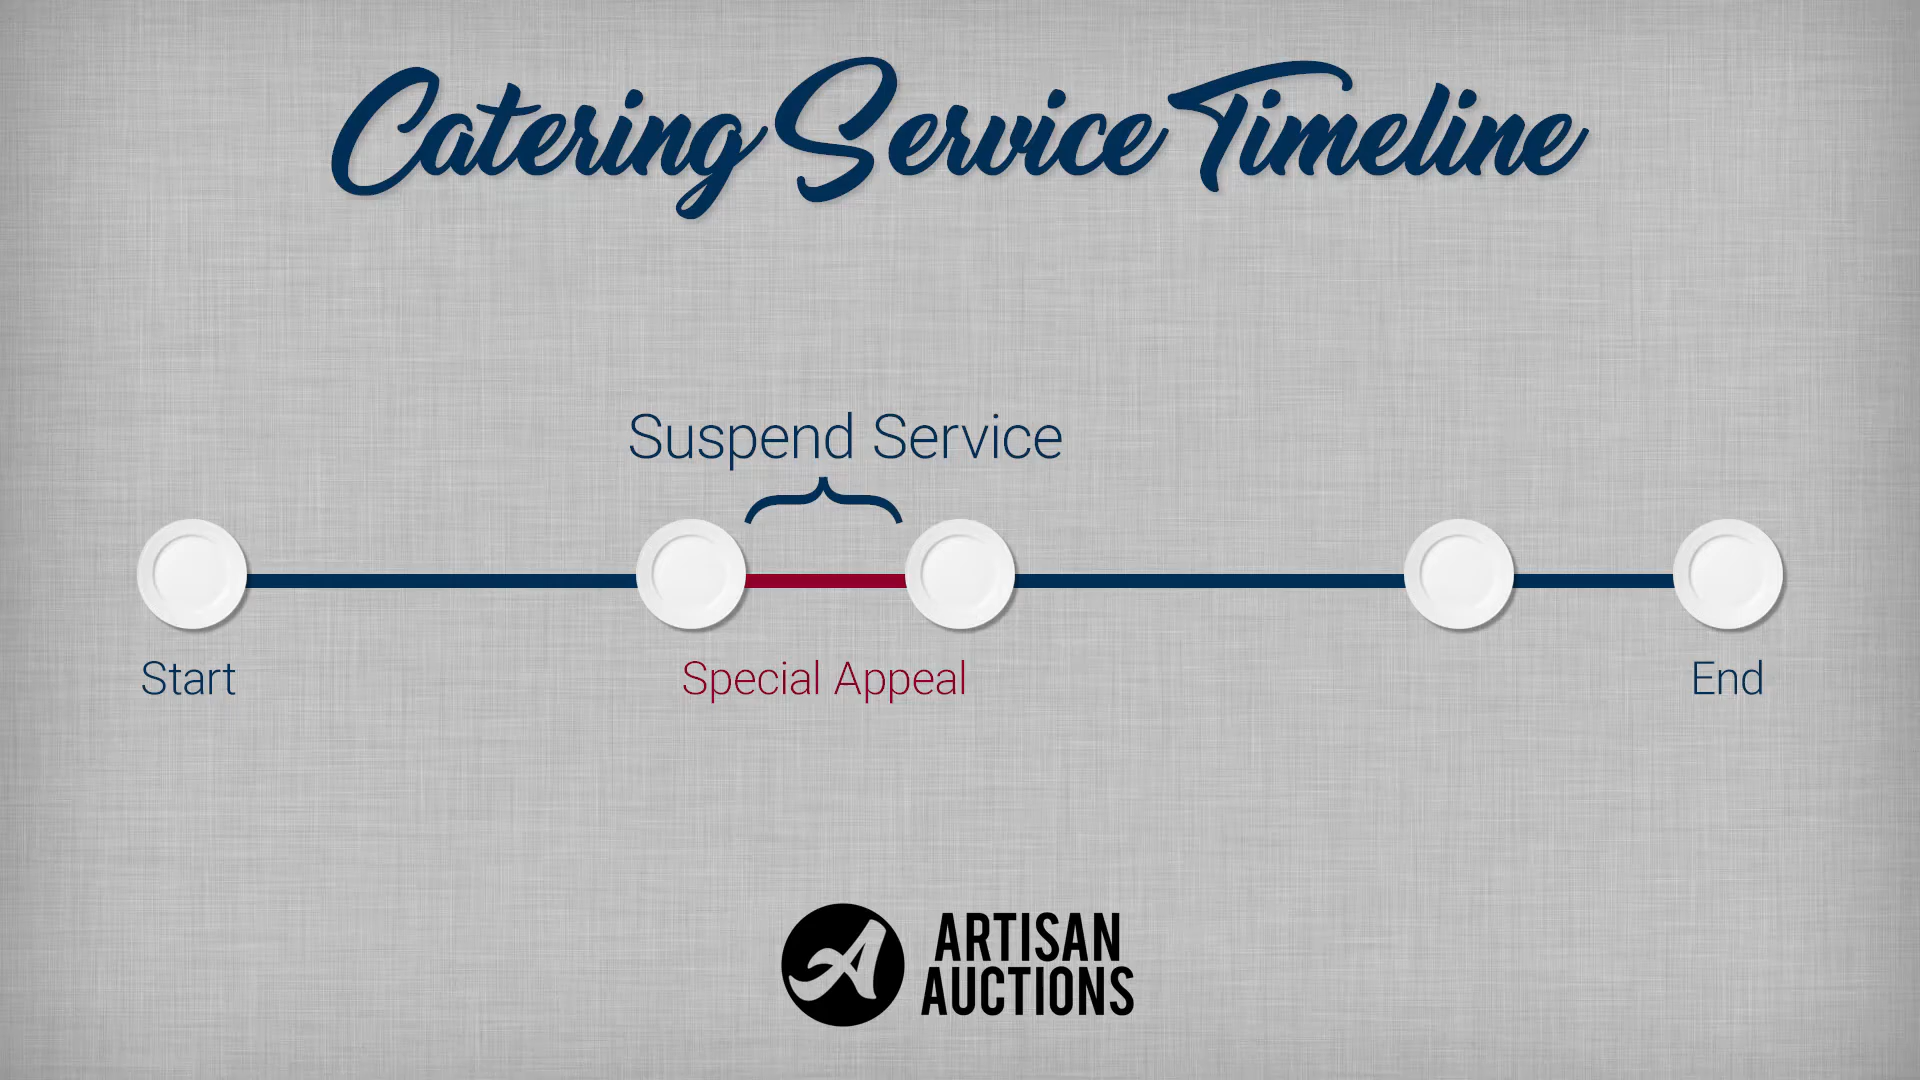 Catering Service Timeline
Suspend Service
Start
Special Appeal
End
ARTISAN
AUCTIONS